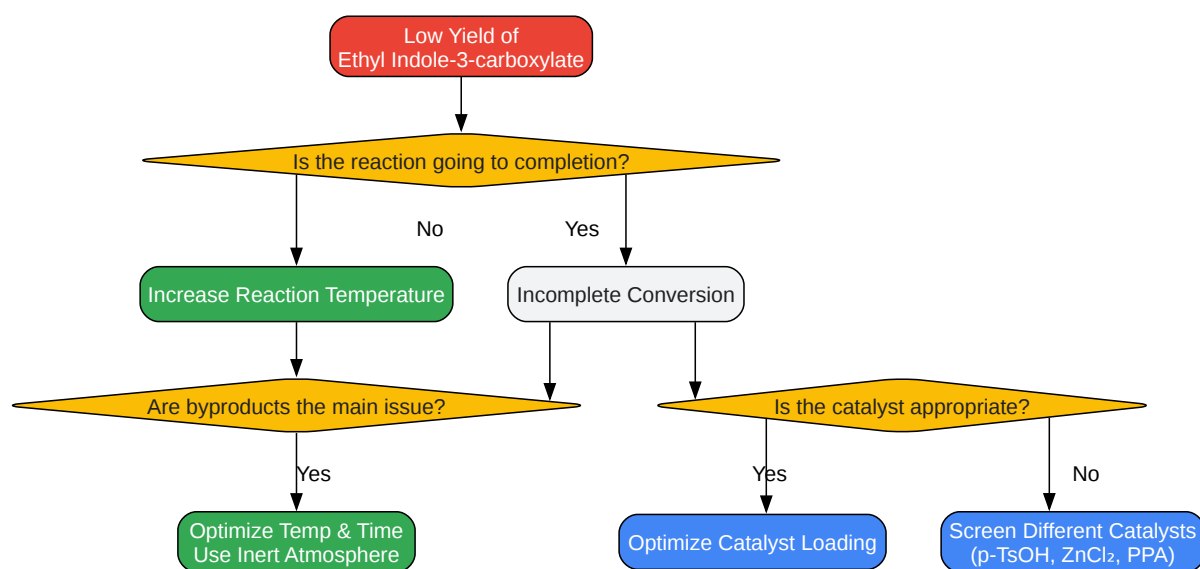 Low Yield of
Ethyl Indole-3-carboxylate
Is the reaction going to completion?
No
Yes
Increase Reaction Temperature
Incomplete Conversion
Are byproducts the main issue?
Is the catalyst appropriate?
Yes
Yes
No
Optimize Temp & Time
Use Inert Atmosphere
Optimize Catalyst Loading
Screen Different Catalysts
(p-TsOH, ZnCl₂, PPA)